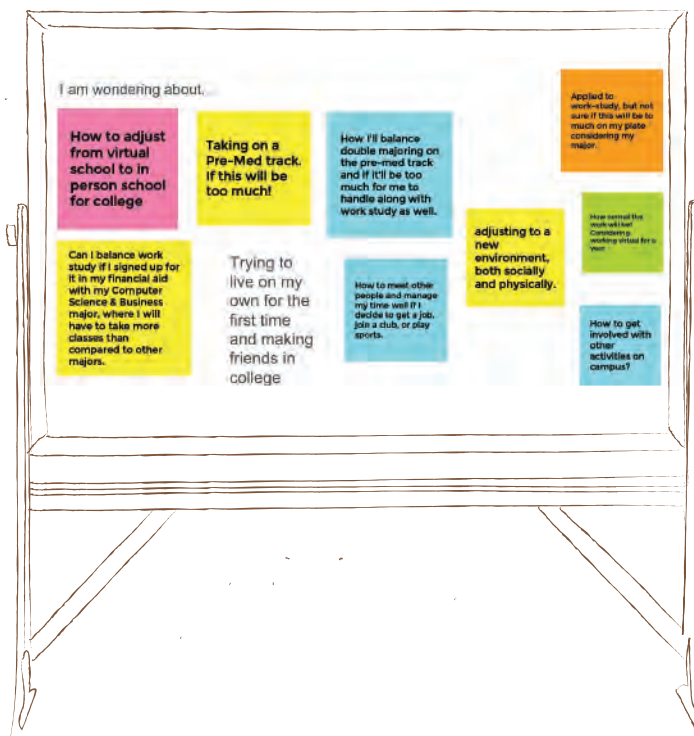 I am wondering about..
How to adjust
from virtual
school to in
person school
for college
Taking on a
Pre-Med track.
If this will be
too much!
How I'll balance
double majoring on
the pre-med track
and if it'll be too
much for me to
handle along with
work study as well.
Applied to
work-study, but not
sure if this will be to
much on my plate
considering my
major.
adjusting to a
new
environment,
both socially
and physically.
work will be!
Considering
working virtual for a
year
Can I balance work
study if I signed up for
it in my financial aid
with my Computer
Science & Business
major, where I will
have to take more
classes than
compared to other
majors.
Trying to
live on my
own for the
first time
and making
friends in
college
How to meet other
people and manage
my time well if I
decide to get a job,
join a club, or play
sports.
How to get
involved with
other
activities on
campus?